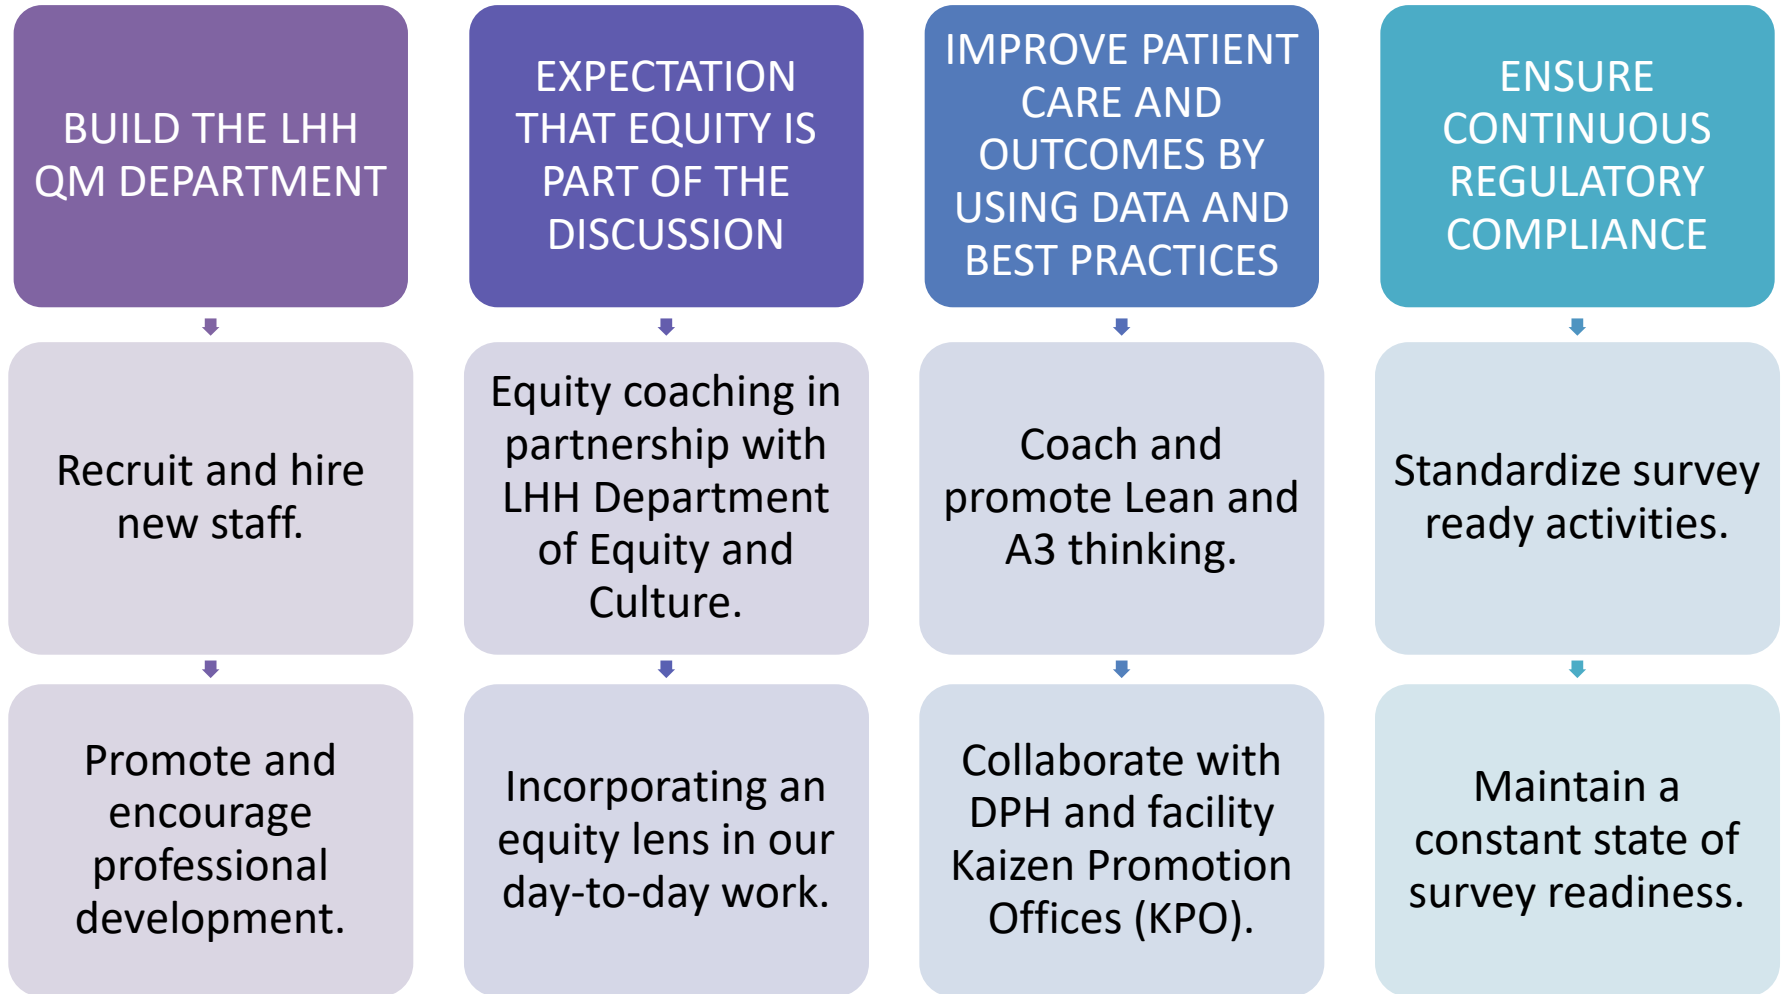 BUILD THE LHH
QM DEPARTMENT
Recruit and hire
new staff.
Promote and
encourage
professional
development.
EXPECTATION
THAT EQUITY IS
PART OF THE
DISCUSSION
Equity coaching in
partnership with
LHH Department
of Equity and
Culture.
Incorporating an
equity lens in our
day-to-day work.
IMPROVE PATIENT
CARE AND
OUTCOMES BY
USING DATA AND
BEST PRACTICES
Coach and
promote Lean and
A3 thinking.
Collaborate with
DPH and facility
Kaizen Promotion
Offices (KPO).
ENSURE
CONTINUOUS
REGULATORY
COMPLIANCE
Standardize survey
ready activities.
Maintain a
constant state of
survey readiness.